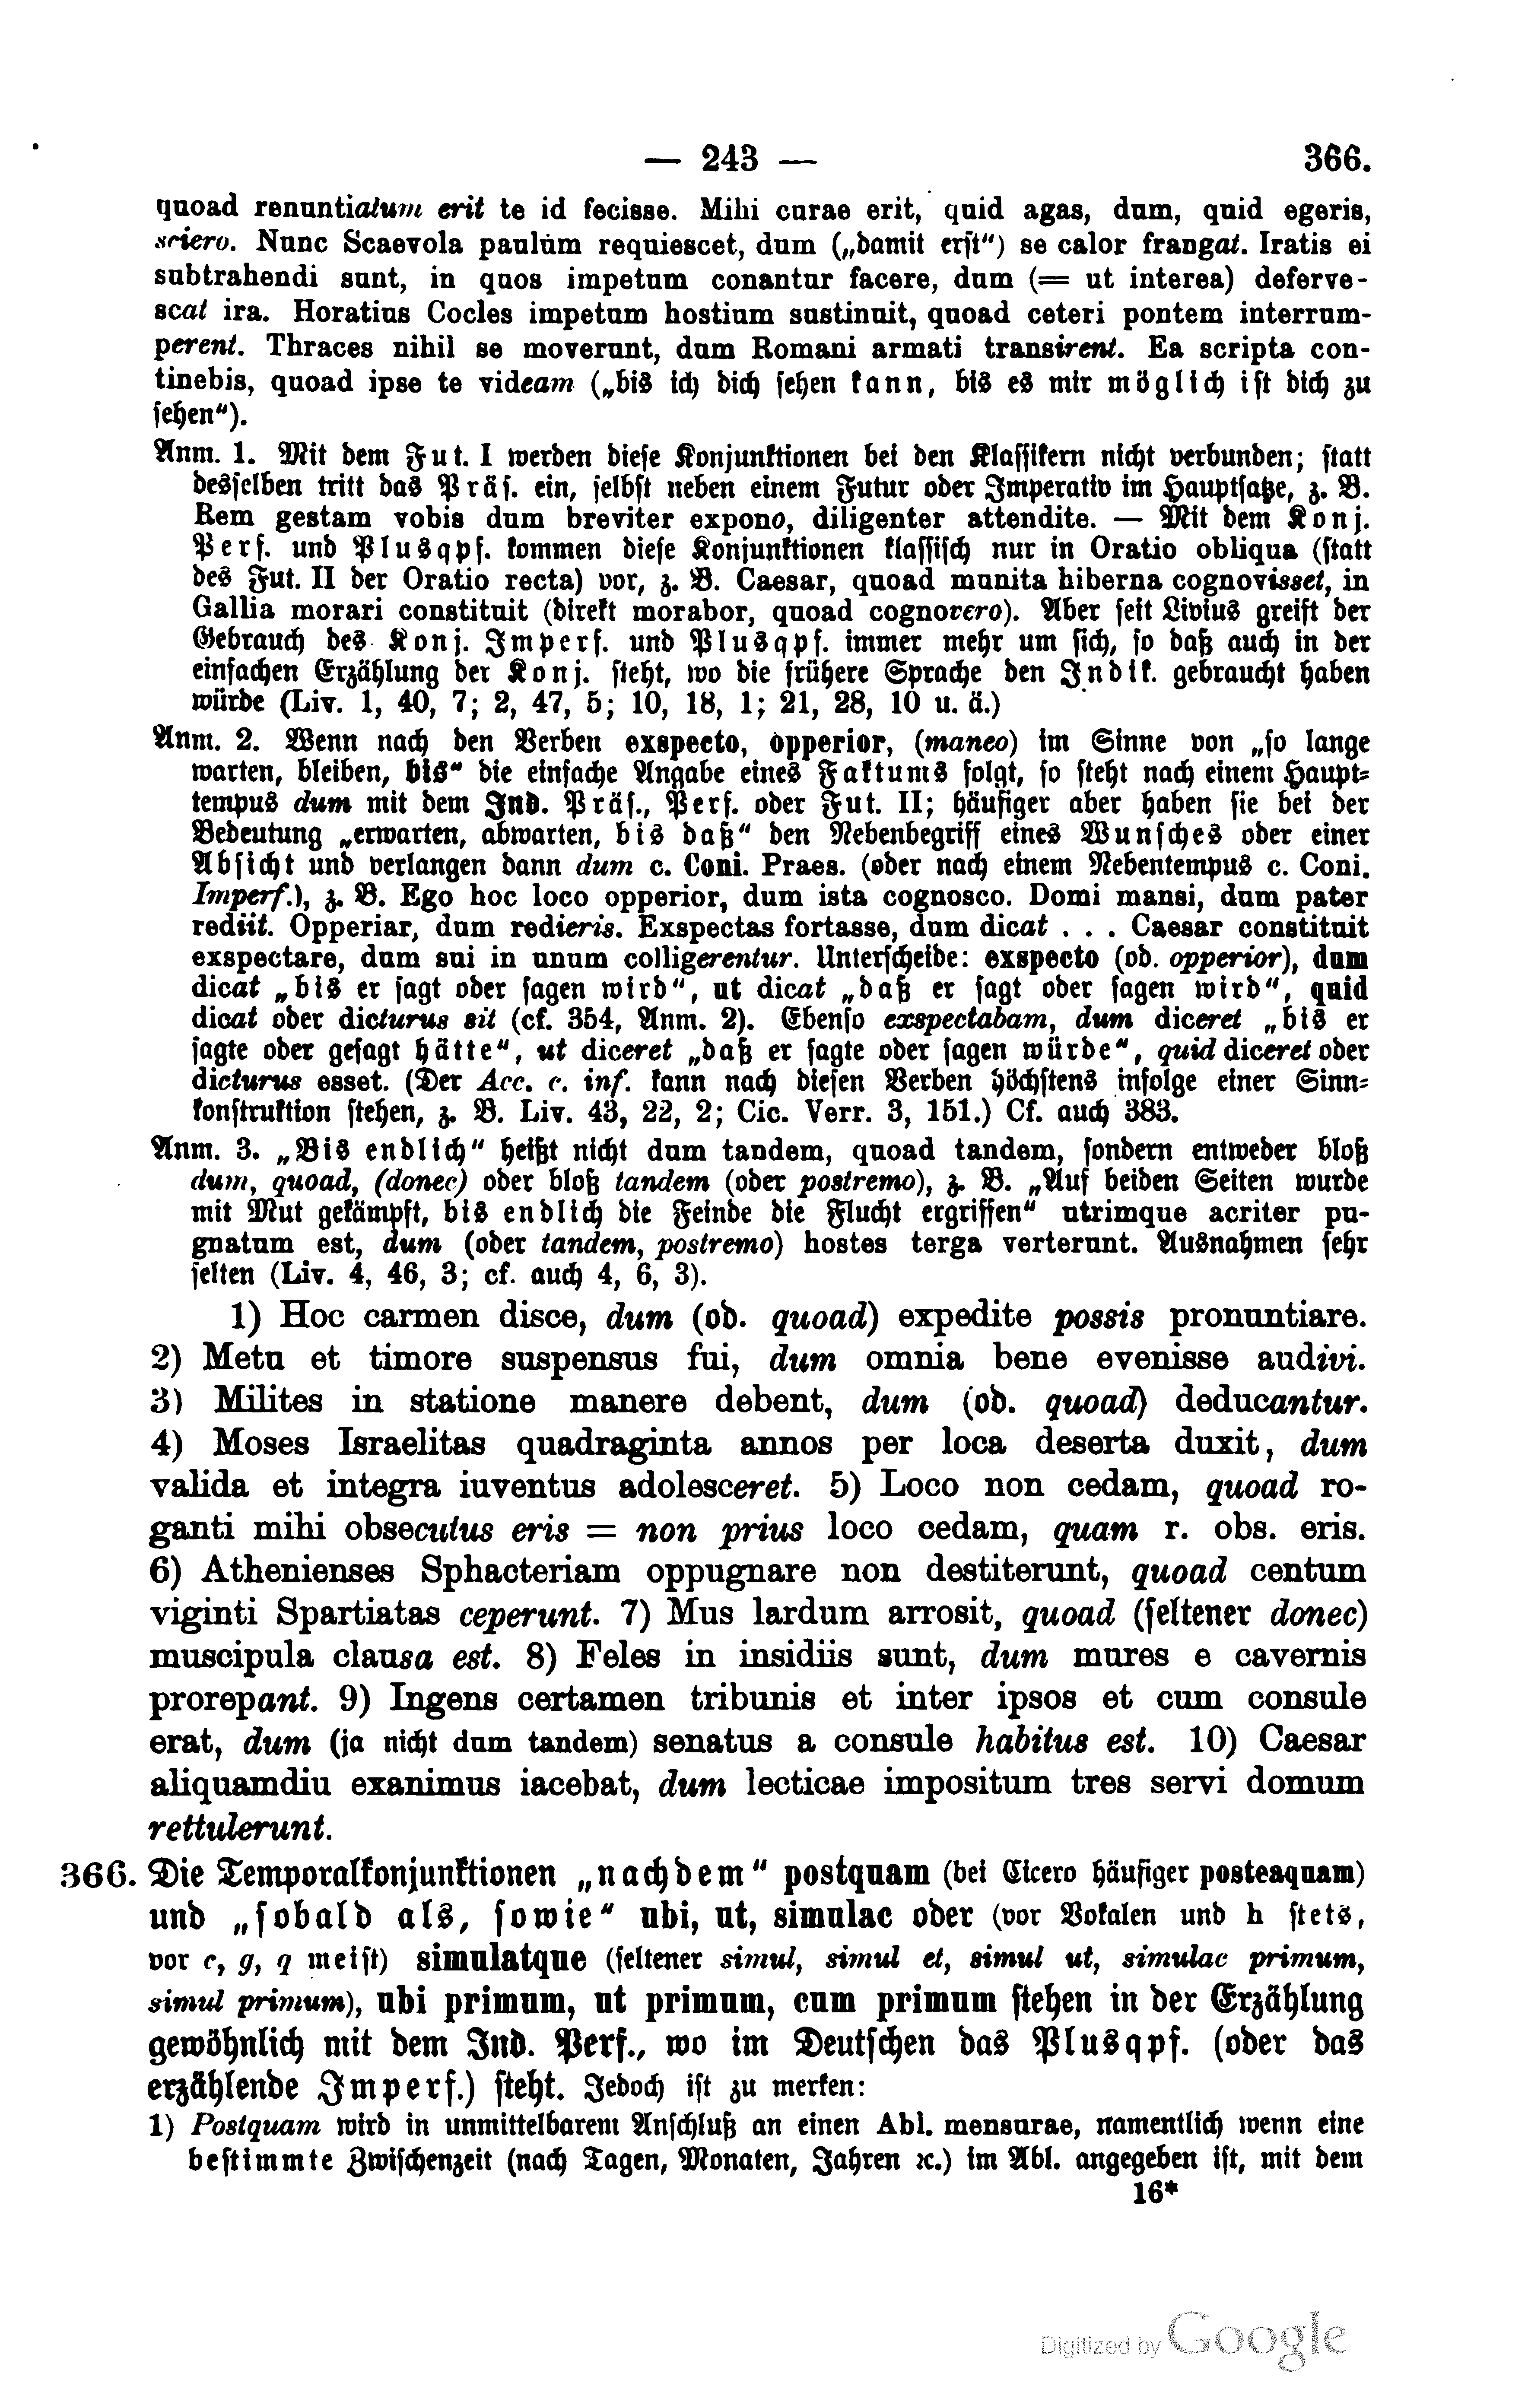 — 243 — 366.
quoad renuntiatum erit te id fecisse. Mihi curae erit, quid agas, dum, quid egeris,
sciero. Nunc Scaevola paulum requiescet, dum („damit erst“) se calor frangat. Iratis ei
subtrahendi sunt, in quos impetum conantur facere, dum (= ut interea) deferve-
scat ira. Horatius Cocles impetum hostium sustinuit, quoad ceteri pontem interrum-
perent. Thraces nihil se moverunt, dum Romani armati transirent. Ea scripta con-
tinebis, quoad ipse te videam („bis ich dich sehen kann, bis es mir möglich ist dich zu
sehen“).
Anm. 1. Mit dem Fut. I werden diese Konjunktionen bei den Klassikern nicht verbunden; statt
desselben tritt das Präs. ein, selbst neben einem Futur oder Imperativ im Hauptsatze, z. B.
Rem gestam vobis dum breviter expono, diligenter attendite. — Mit dem Konj.
Perf. und Plusqpf. kommen diese Konjunktionen klassisch nur in Oratio obliqua (statt
des Fut. II der Oratio recta) vor, z. B. Caesar, quoad munita hiberna cognovisset, in
Gallia morari constituit (direkt morabor, quoad cognovero). Aber seit Livius greift der
Gebrauch des Konj. Imperf. und Plusqpf. immer mehr um sich, so daß auch in der
einfachen Erzählung der Konj. steht, wo die frühere Sprache den Indik. gebraucht haben
würde (Liv. 1, 40, 7; 2, 47, 5; 10, 18, 1; 21, 28, 10 u. ä.)
Anm. 2. Wenn nach den Verben exspecto, opperior, (maneo) im Sinne von „so lange
warten, bleiben, bis“ die einfache Angabe eines Faktums folgt, so steht nach einem Haupt-
tempus dum mit dem Ind. Präs., Perf. oder Fut. II; häufiger aber haben sie bei der
Bedeutung „erwarten, abwarten, bis daß“ den Nebenbegriff eines Wunsches oder einer
Absicht und verlangen dann dum c. Coni. Praes. (oder nach einem Nebentempus c. Coni.
Imperf.), z. B. Ego hoc loco opperior, dum ista cognosco. Domi mansi, dum pater
rediit. Opperiar, dum redieris. Exspectas fortasse, dum dicat . . . Caesar constituit
exspectare, dum sui in unum colligerentur. Unterscheide: exspecto (od. opperior), dum
dicat „bis er sagt oder sagen wird“, ut dicat „daß er sagt oder sagen wird“, quid
dicat oder dicturus sit (cf. 354, Anm. 2). Ebenso exspectabam, dum diceret „bis er
sagte oder gesagt hätte“, ut diceret „daß er sagte oder sagen würde“, quid diceret oder
dicturus esset. (Der Acc. c. inf. kann nach diesen Verben höchstens infolge einer Sinn-
konstruktion stehen, z. B. Liv. 43, 22, 2; Cic. Verr. 3, 151.) Cf. auch 383.
Anm. 3. „Bis endlich“ heißt nicht dum tandem, quoad tandem, sondern entweder bloß
dum, quoad, (donec) oder bloß tandem (oder postremo), z. B. „Auf beiden Seiten wurde
mit Mut gekämpft, bis endlich die Feinde die Flucht ergriffen“ utrimque acriter pu-
gnatum est, dum (oder tandem, postremo) hostes terga verterunt. Ausnahmen sehr
selten (Liv. 4, 46, 3; cf. auch 4, 6, 3).
1) Hoc carmen disce, dum (od. quoad) expedite possis pronuntiare.
2) Metu et timore suspensus fui, dum omnia bene evenisse audivi.
3) Milites in statione manere debent, dum (od. quoad) deducantur.
4) Moses Israelitas quadraginta annos per loca deserta duxit, dum
valida et integra iuventus adolesceret. 5) Loco non cedam, quoad ro-
ganti mihi obsecutus eris = non prius loco cedam, quam r. obs. eris.
6) Athenienses Sphacteriam oppugnare non destiterunt, quoad centum
viginti Spartiatas ceperunt. 7) Mus lardum arrosit, quoad (seltener donec)
muscipula clausa est. 8) Feles in insidiis sunt, dum mures e cavernis
prorepant. 9) Ingens certamen tribunis et inter ipsos et cum consule
erat, dum (ja nicht dum tandem) senatus a consule habitus est. 10) Caesar
aliquamdiu exanimus iacebat, dum lecticae impositum tres servi domum
rettulerunt.
366. Die Temporalkonjunktionen „nachdem“ postquam (bei Cicero häufiger posteaquam)
und „sobald als, sowie“ ubi, ut, simulac oder (vor Vokalen und h stets,
vor c, g, q meist) simulatque (seltener simul, simul et, simul ut, simulac primum,
simul primum), ubi primum, ut primum, cum primum stehen in der Erzählung
gewöhnlich mit dem Ind. Perf., wo im Deutschen das Plusqpf. (oder das
erzählende Imperf.) steht. Jedoch ist zu merken:
1) Postquam wird in unmittelbarem Anschluß an einen Abl. mensurae, namentlich wenn eine
bestimmte Zwischenzeit (nach Tagen, Monaten, Jahren ꝛc.) im Abl. angegeben ist, mit dem
16*
Digitized by Google